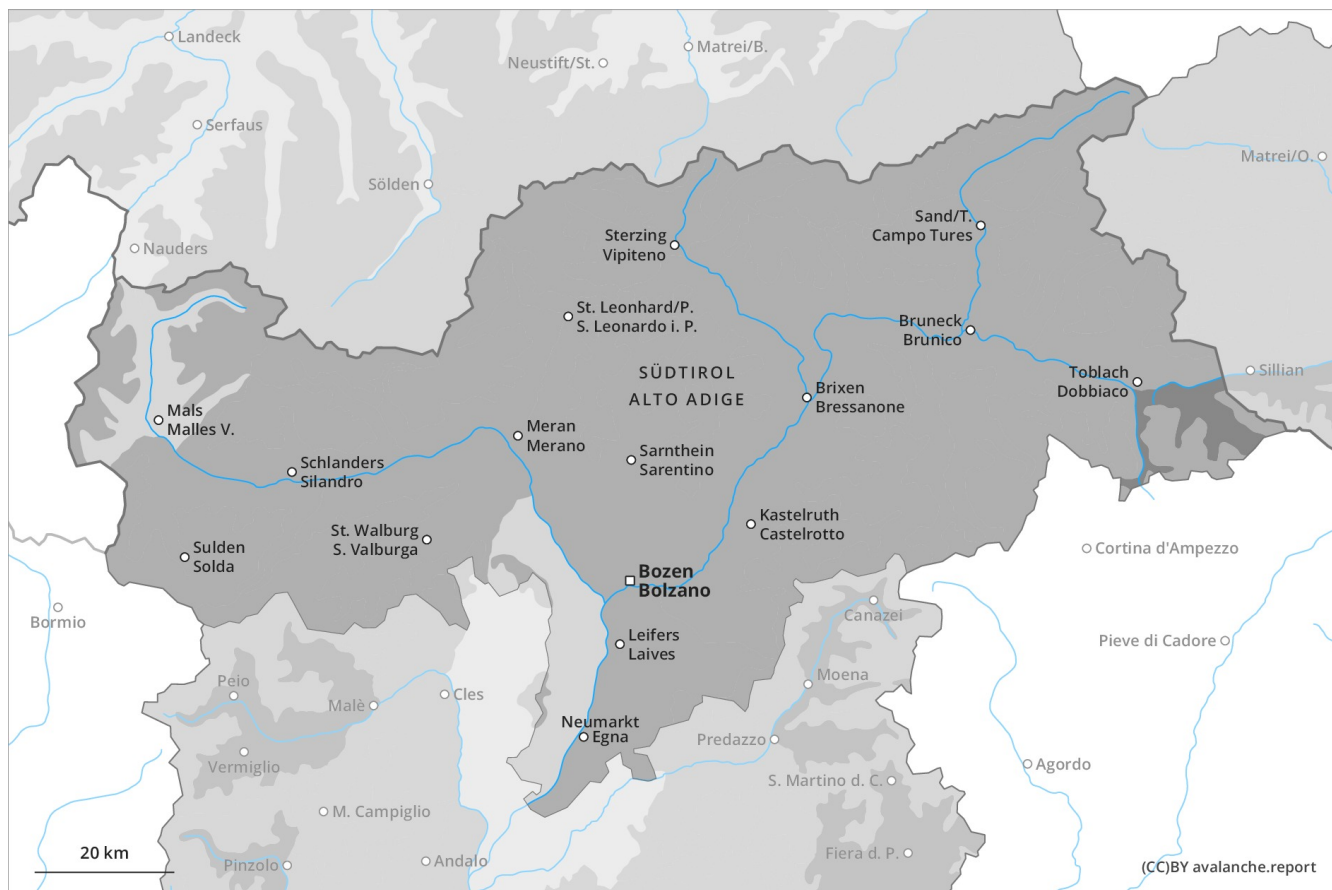 Landeck
Matrei/B.
Neustift/St.
Serfaus
Matrei/O.
Sölden
Nauders
Sand/T.
Campo Tures
Sterzing
Vipiteno
St. Leonhard/P.
S. Leonardo i. P.
Bruneck
Brunico
SÜDTIROL
ALTO ADIGE
Toblach
Dobbiaco
Sillian
Brixen
Bressanone
Mals
Malles V.
Meran
Merano
Sarnthein
Sarentino
Schlanders
Silandro
Kastelruth
Castelrotto
St. Walburg
S. Valburga
Sulden
Solda
Cortina d'Ampezzo
Bozen
Bolzano
Bormio
Canazei
Leifers
Laives
Pieve di Cadore
Peio
Moena
Malè
Cles
Neumarkt
Egna
Predazzo
Vermiglio
Agordo
S. Martino d. C.
M. Campiglio
20 km
Pinzolo
Andalo
Fiera d. P.
(CC)BY avalanche.report